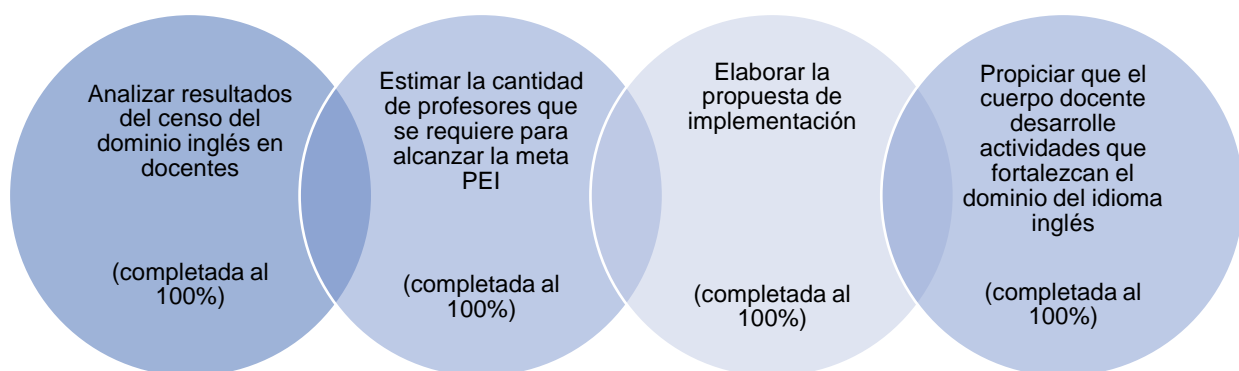 Analizar resultados
del censo del
dominio inglés en
docentes
(completada al
100%)
Estimar la cantidad
de profesores que
se requiere para
alcanzar la meta
PEI
(completada al
100%)
Elaborar la
propuesta de
implementación
(completada al
100%)
Propiciar que el
cuerpo docente
desarrolle
actividades que
fortalezcan el
dominio del idioma
inglés
(completada al
100%)